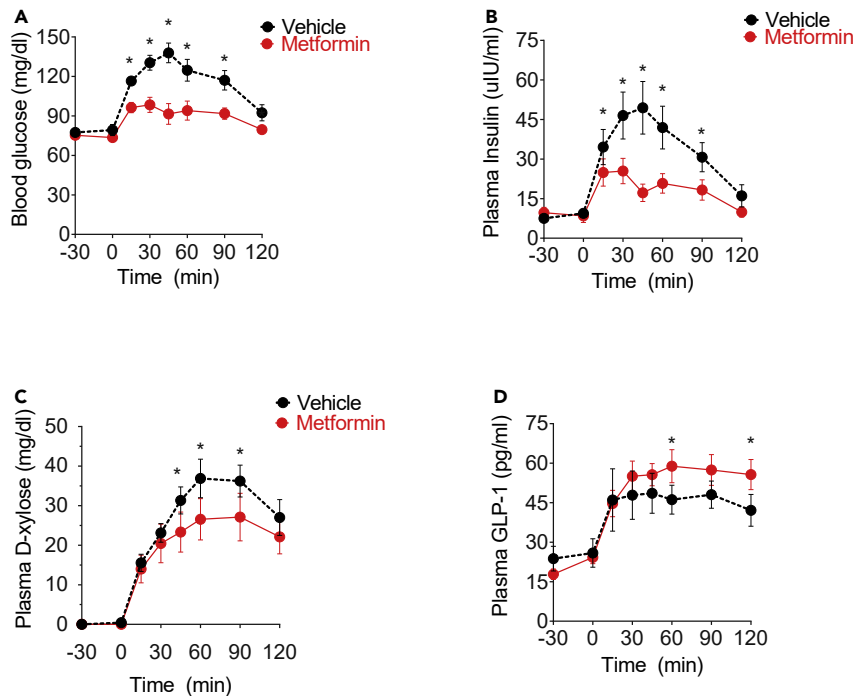 A
Vehicle
Metformin
Blood glucose (mg/dl)
150
120
90
60
30
0
* * * * *
-30 0 30 60 90 120
Time (min)
B
Vehicle
Metformin
Plasma Insulin (uIU/ml)
75
60
45
30
15
0
* * * * *
-30 0 30 60 90 120
Time (min)
C
Vehicle
Metformin
Plasma D-xylose (mg/dl)
50
40
30
20
10
0
* * *
-30 0 30 60 90 120
Time (min)
D
Plasma GLP-1 (pg/ml)
75
60
45
30
15
0
* *
-30 0 30 60 90 120
Time (min)